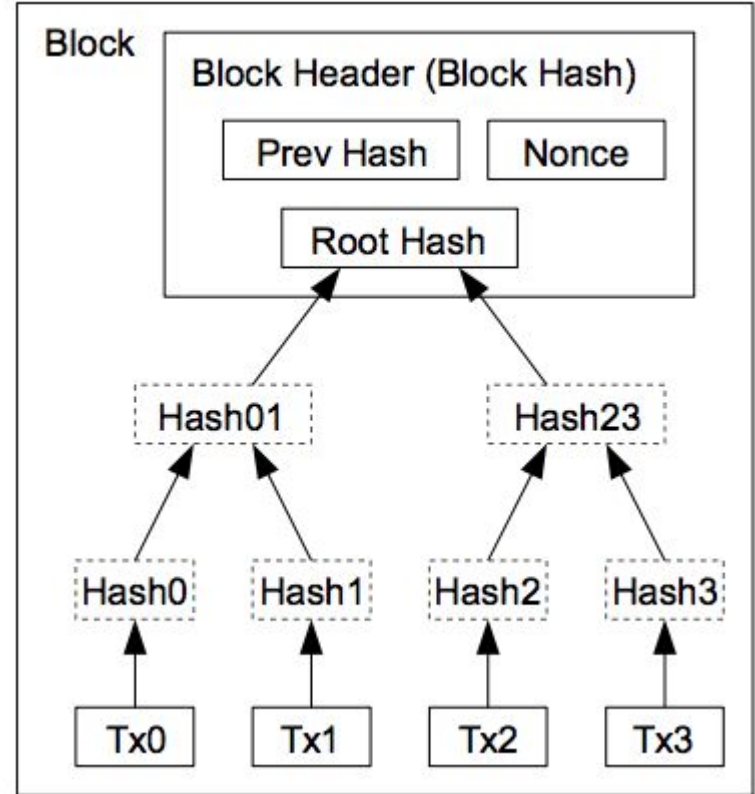 Block
Block Header (Block Hash)
Prev Hash Nonce
Root Hash
Hash01 Hash23
Hash0 Hash1 Hash2 Hash3
Tx0 Tx1 Tx2 Tx3